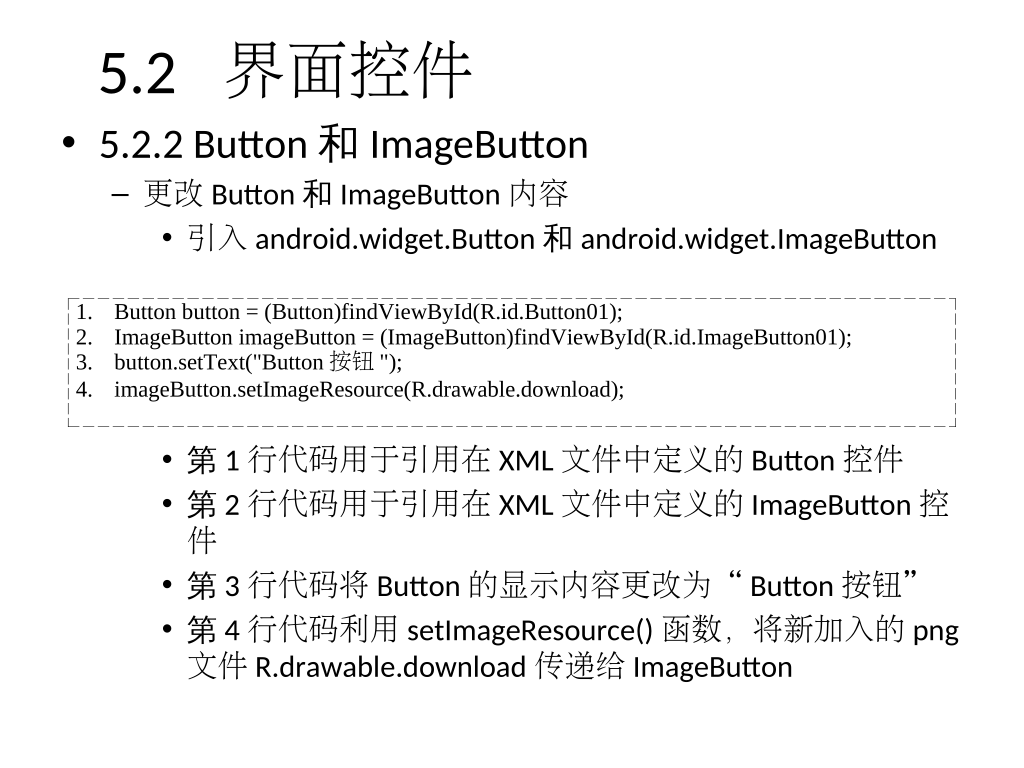 5.2 界面控件
• 5.2.2 Button 和 ImageButton
– 更改 Button 和 ImageButton 内容
• 引入 android.widget.Button 和 android.widget.ImageButton
1. Button button = (Button)findViewById(R.id.Button01);
2. ImageButton imageButton = (ImageButton)findViewById(R.id.ImageButton01);
3. button.setText("Button 按钮 ");
4. imageButton.setImageResource(R.drawable.download);
• 第 1 行代码用于引用在 XML 文件中定义的 Button 控件
• 第 2 行代码用于引用在 XML 文件中定义的 ImageButton 控
件
• 第 3 行代码将 Button 的显示内容更改为“ Button 按钮”
• 第 4 行代码利用 setImageResource() 函数，将新加入的 png
文件 R.drawable.download 传递给 ImageButton